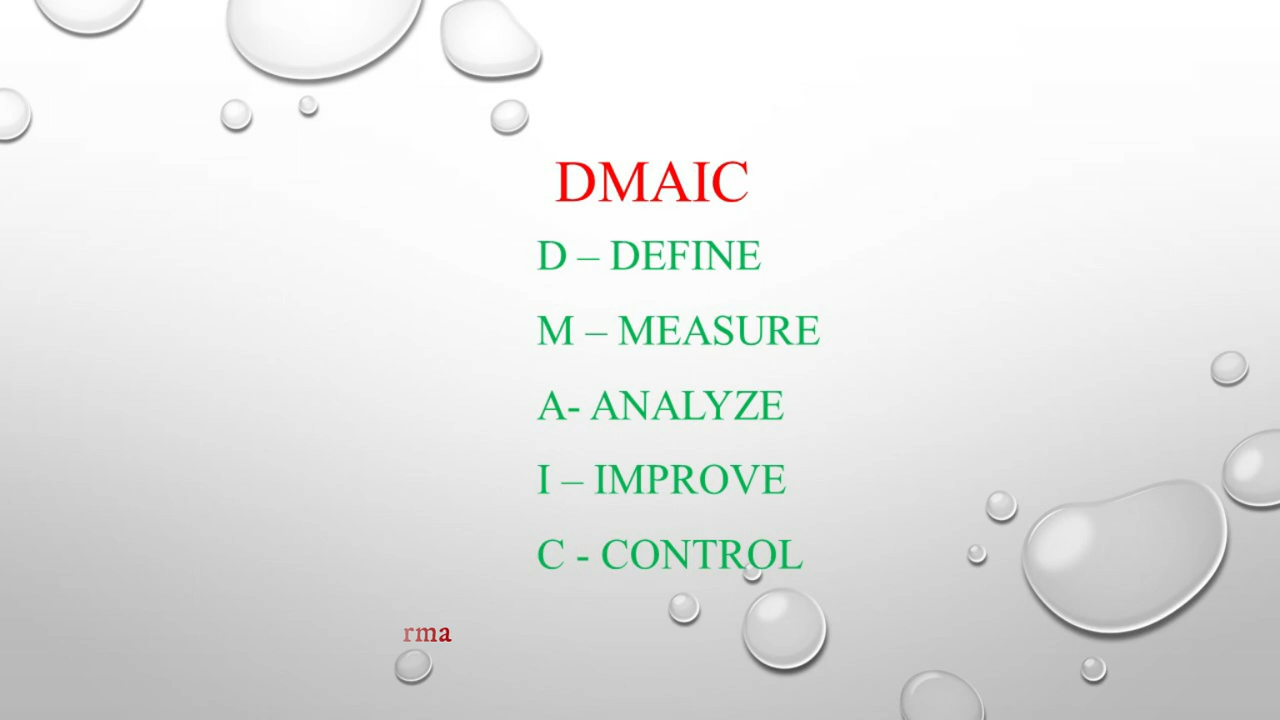 DMAIC
D – DEFINE
M – MEASURE
A- ANALYZE
I – IMPROVE
C - CONTROL
rma